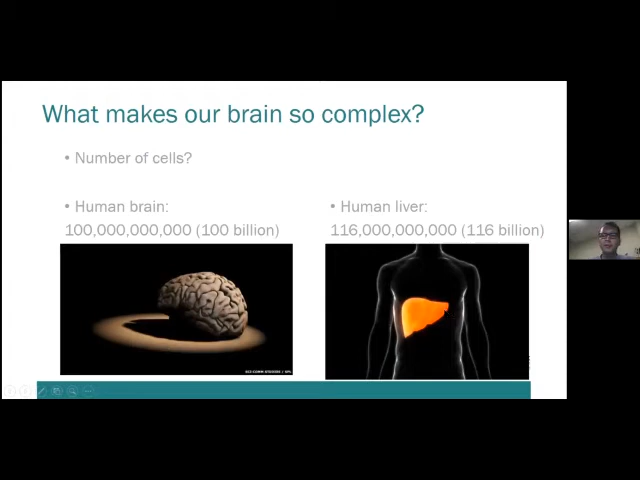 What makes our brain so complex?
• Number of cells?
• Human brain:
100,000,000,000 (100 billion)
• Human liver:
116,000,000,000 (116 billion)